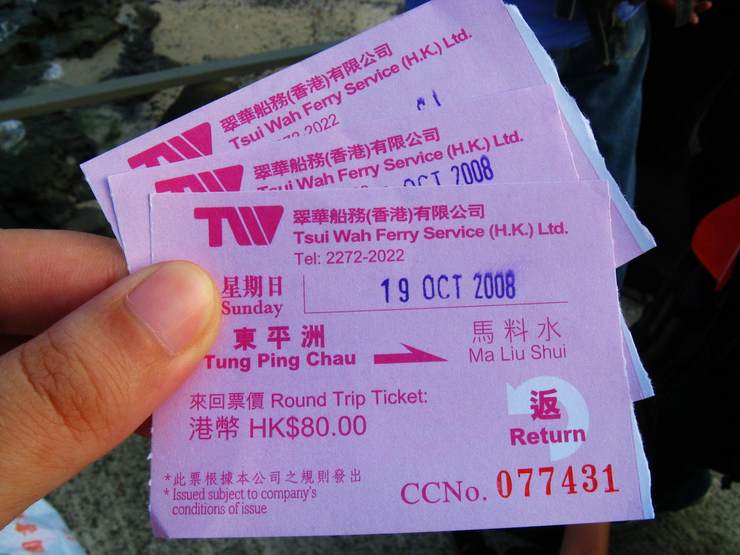 翠華船務(香港)有限公司
Tsui Wah Ferry Service (H.K.) Ltd.
2022
翠華船務(香港)有限公司
Tsui Wah Ferry Service (H.K.) Ltd.
OCT 2008
TW 翠華船務(香港)有限公司
Tsui Wah Ferry Service (H.K.) Ltd.
Tel: 2272-2022
星期日
Sunday
19 OCT 2008
東平洲
Tung Ping Chau
馬料水
Ma Liu Shui
來回票價 Round Trip Ticket:
港幣 HK$80.00
返
Return
*此票根據本公司之規則發出
*Issued subject to company's
conditions of issue
CCNo. 077431